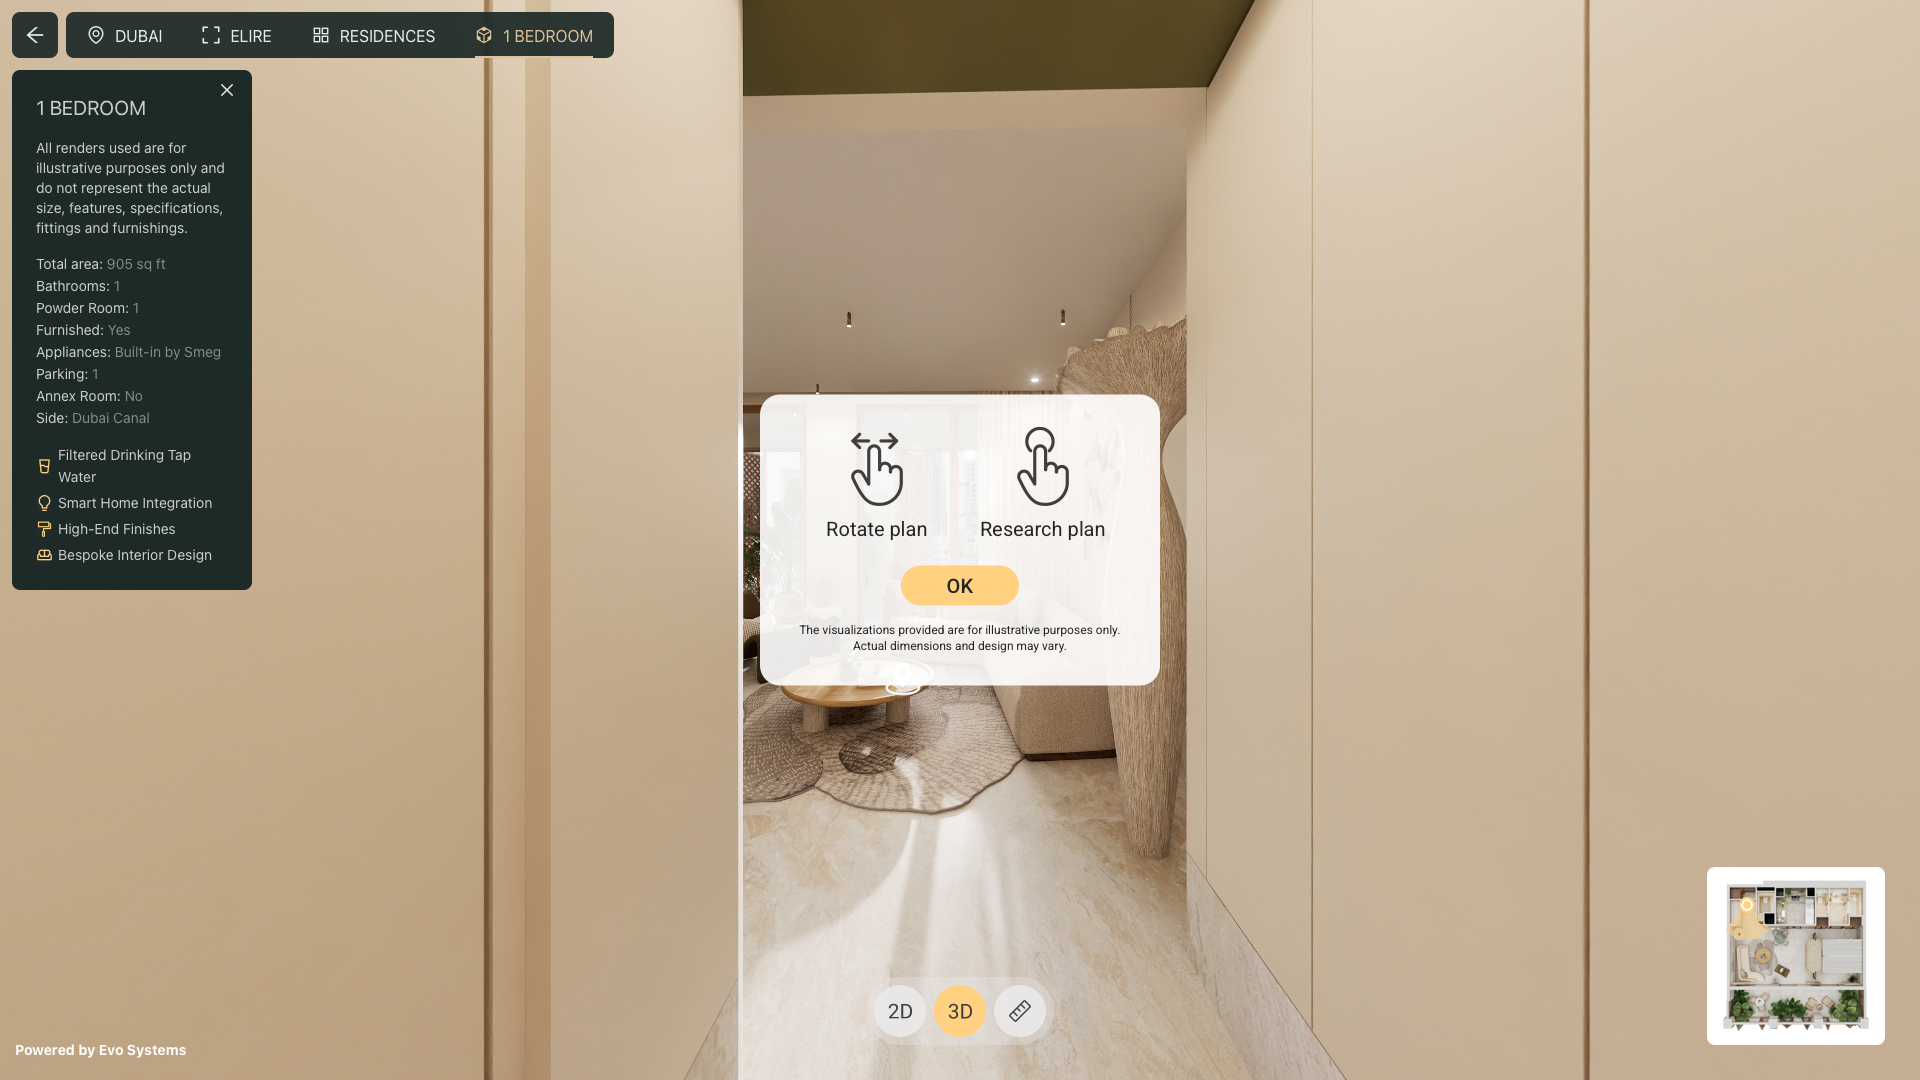 DUBAI
ELIRE
RESIDENCES
1 BEDROOM
1 BEDROOM
All renders used are for
illustrative purposes only and
do not represent the actual
size, features, specifications,
fittings and furnishings.
Total area: 905 sq ft
Bathrooms: 1
Powder Room: 1
Furnished: Yes
Appliances: Built-in by Smeg
Parking: 1
Annex Room: No
Side: Dubai Canal
Filtered Drinking Tap
Water
Smart Home Integration
High-End Finishes
Bespoke Interior Design
Rotate plan
Research plan
OK
The visualizations provided are for illustrative purposes only.
Actual dimensions and design may vary.
2D
3D
Powered by Evo Systems